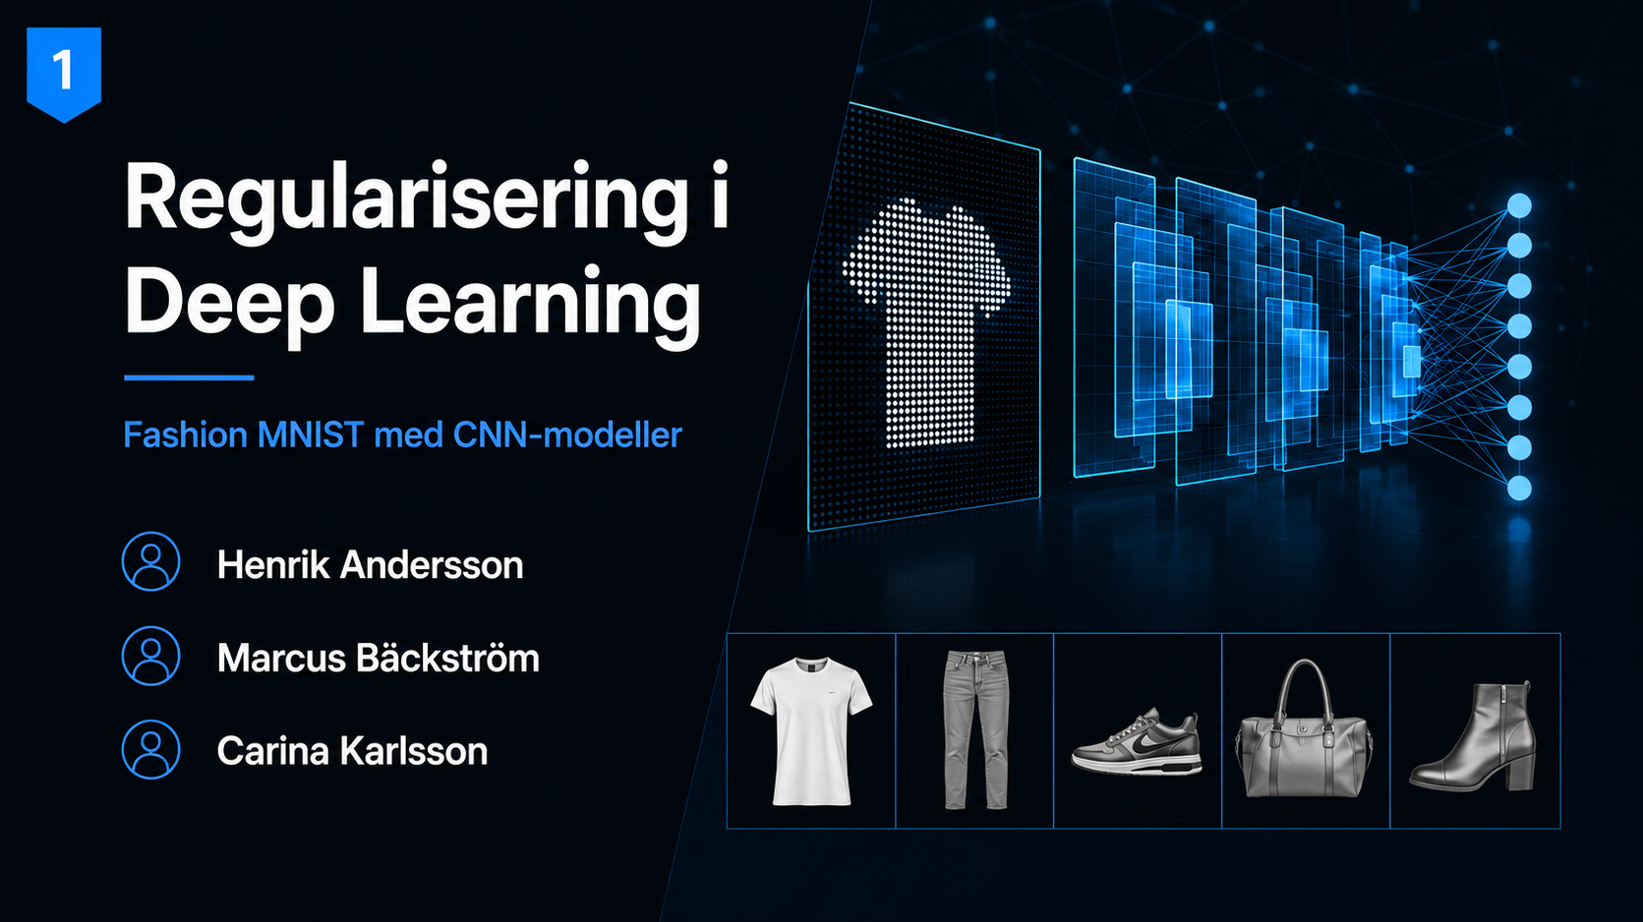 1
Regularisering i
Deep Learning
Fashion MNIST med CNN-modeller
Henrik Andersson
Marcus Bäckström
Carina Karlsson